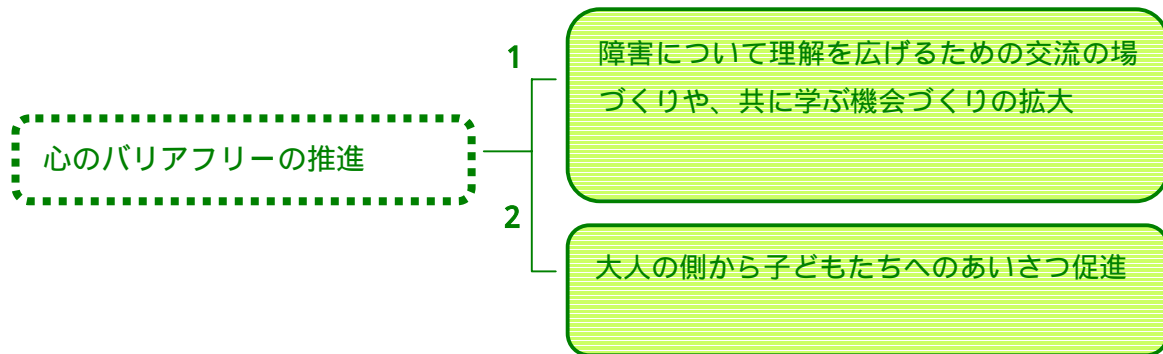 心のバリアフリーの推進
1
障害について理解を広げるための交流の場
づくりや、共に学ぶ機会づくりの拡大
2
大人の側から子どもたちへのあいさつ促進